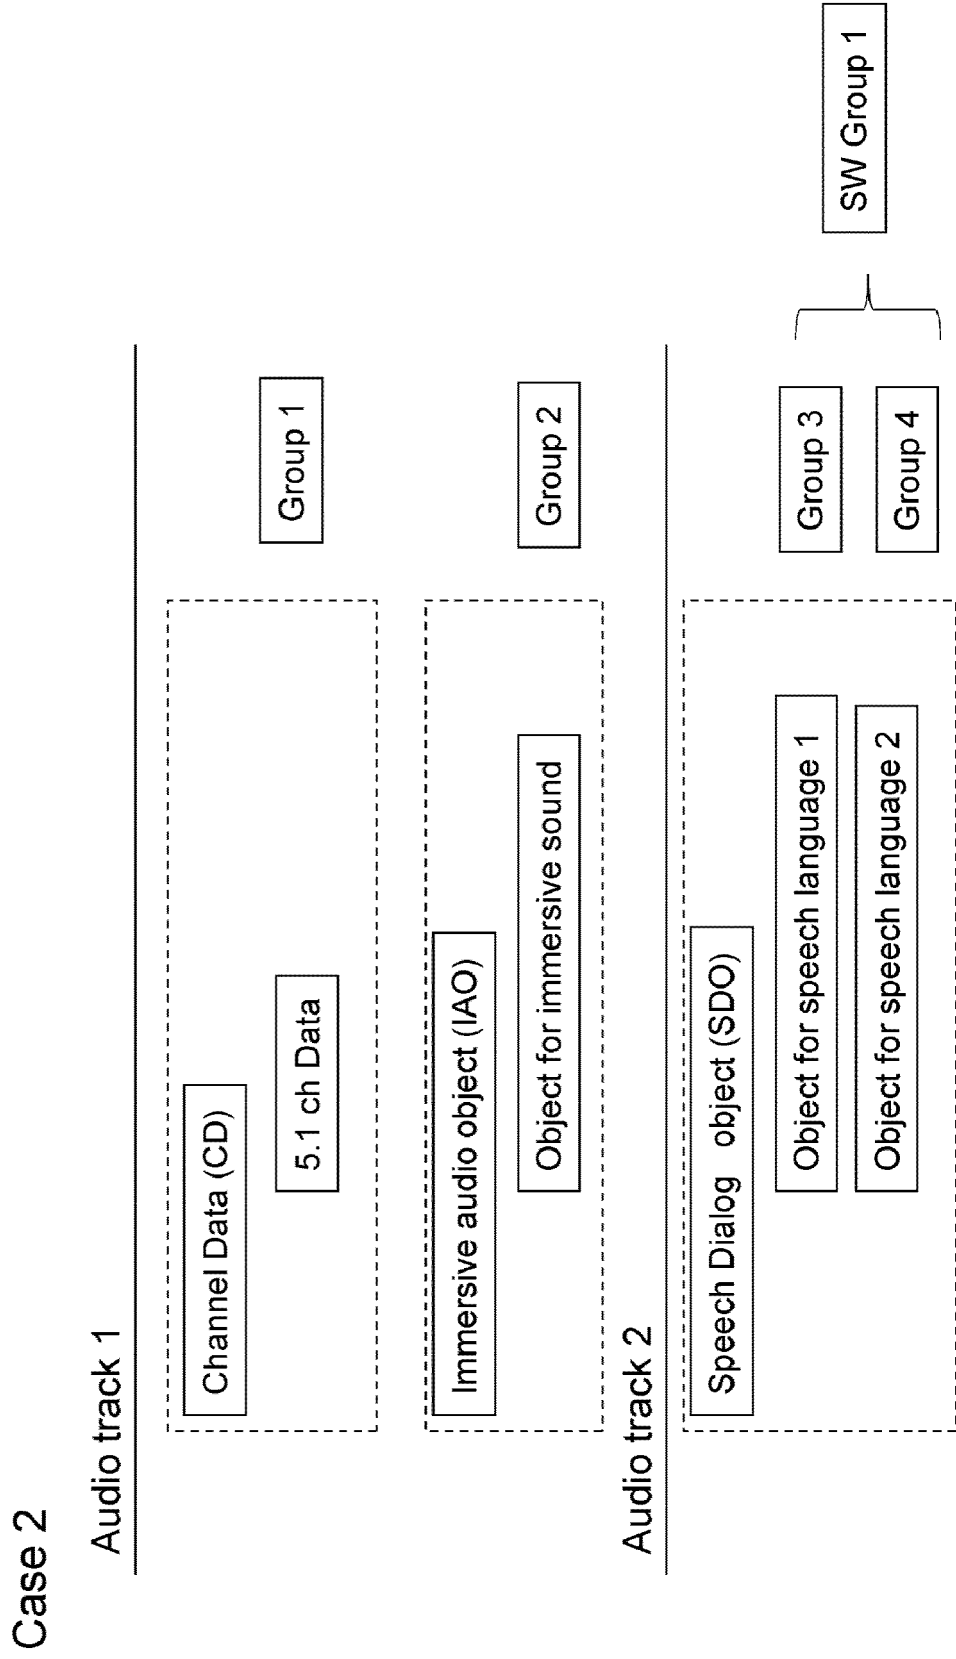 Case 2
Audio track 1
Channel Data (CD)
5.1 ch Data
Group 1
Immersive audio object (IAO)
Object for immersive sound
Group 2
Audio track 2
Speech Dialog object (SDO)
Object for speech language 1
Group 3
Object for speech language 2
Group 4
SW Group 1